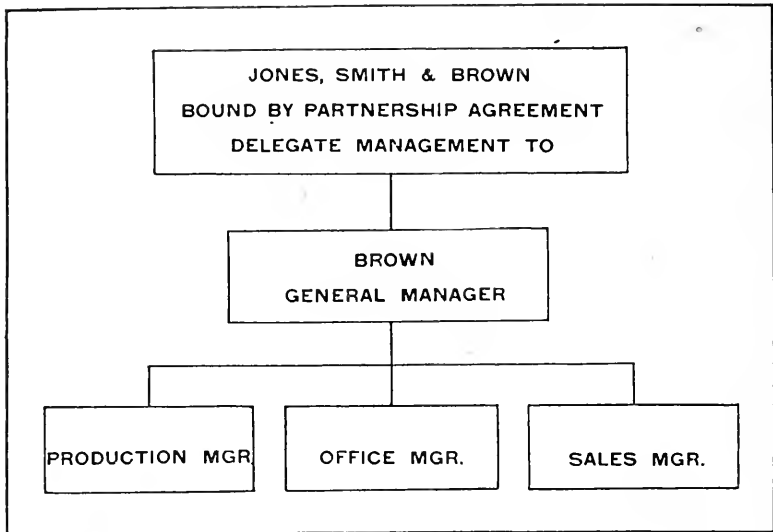 JONES, SMITH & BROWN
BOUND BY PARTNERSHIP AGREEMENT
DELEGATE MANAGEMENT TO
BROWN
GENERAL MANAGER
PRODUCTION MGR
OFFICE MGR.
SALES MGR.